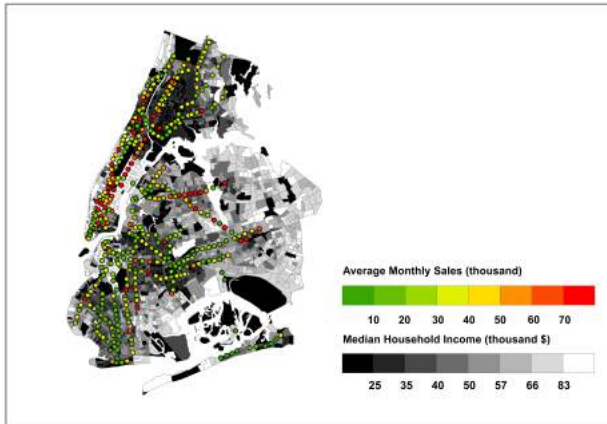 Average Monthly Sales (thousand)
10 20 30 40 50 60 70
Median Household Income (thousand $)
25 35 40 50 57 66 83